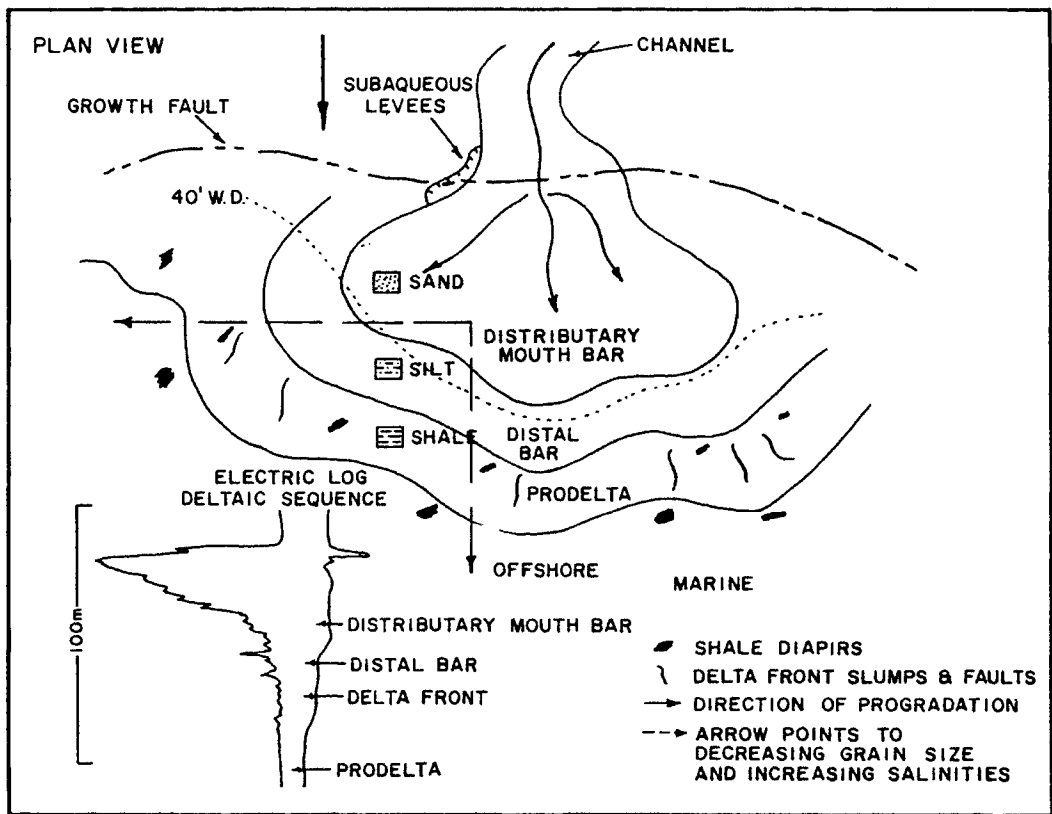 PLAN VIEW
CHANNEL
SUBAQUEOUS
LEVEES
GROWTH FAULT
40' W.D.
SAND
DISTRIBUTARY
MOUTH BAR
SILT
SHALE
DISTAL
BAR
PRODELTA
ELECTRIC LOG
DELTAIC SEQUENCE
OFFSHORE
MARINE
100m
DISTRIBUTARY MOUTH BAR
DISTAL BAR
DELTA FRONT
PRODELTA
SHALE DIAPIRS
DELTA FRONT SLUMPS & FAULTS
DIRECTION OF PROGRADATION
ARROW POINTS TO
DECREASING GRAIN SIZE
AND INCREASING SALINITIES